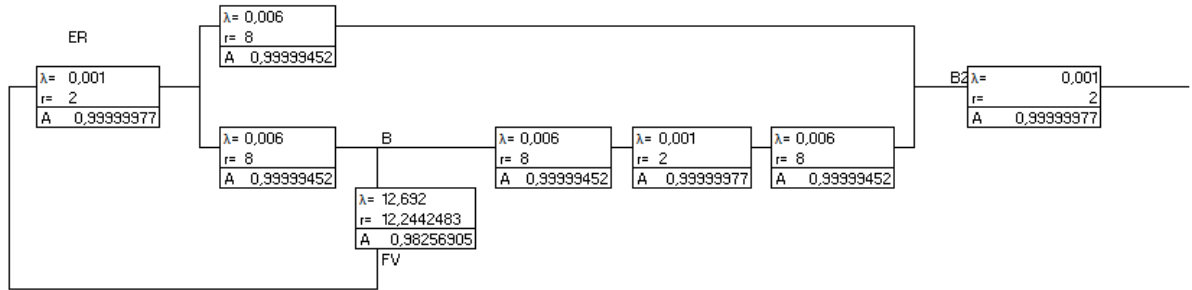 λ= 0,006
r= 8
A 0,99999452
ER
λ= 0,001
r= 2
A 0,99999977
B2
λ= 0,001
r= 2
A 0,99999977
λ= 0,006
r= 8
A 0,99999452
B
λ= 0,006
r= 8
A 0,99999452
λ= 0,001
r= 2
A 0,99999977
λ= 0,006
r= 8
A 0,99999452
λ= 12,692
r= 12,2442483
A 0,98256905
FV